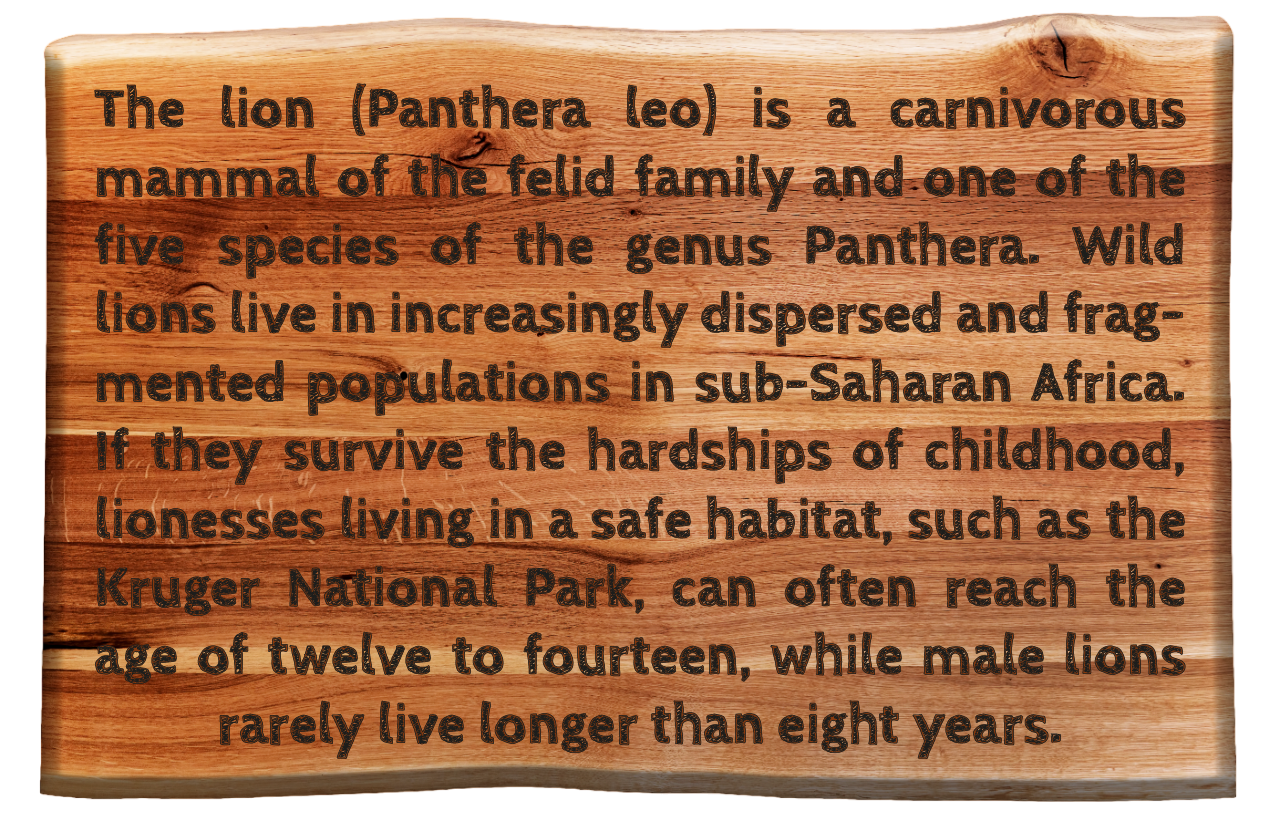 The lion (Panthera leo) is a carnivorous
mammal of the felid family and one of the
five species of the genus Panthera. Wild
lions live in increasingly dispersed and frag-
mented populations in sub-Saharan Africa.
If they survive the hardships of childhood,
lionesses living in a safe habitat, such as the
Kruger National Park, can often reach the
age of twelve to fourteen, while male lions
rarely live longer than eight years.